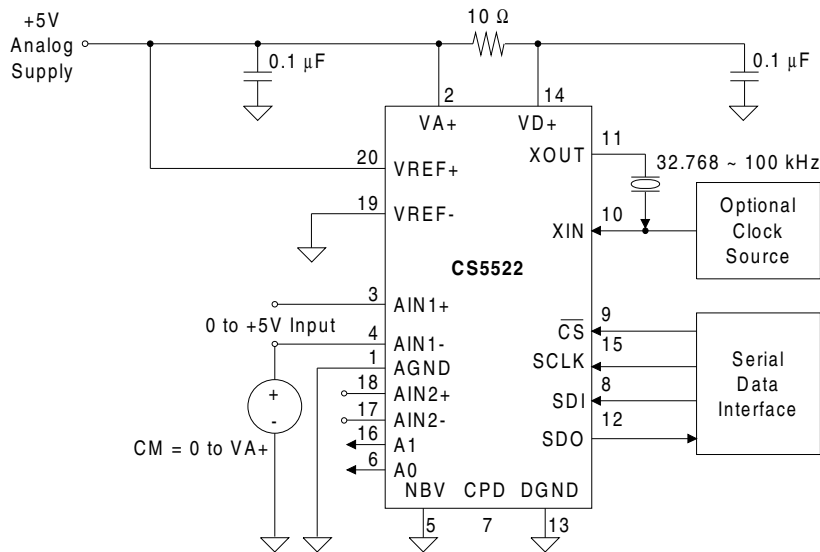 +5V
Analog
Supply
10 Ω
0.1 µF
0.1 µF
2
14
VA+
VD+
11
XOUT
32.768 ~ 100 kHz
20
VREF+
19
VREF-
10
XIN
Optional
Clock
Source
CS5522
3
AIN1+
0 to +5V Input
4
AIN1-
1
AGND
18
AIN2+
17
AIN2-
16
A1
6
A0
+
-
CM = 0 to VA+
9
CS
15
SCLK
8
SDI
12
SDO
Serial
Data
Interface
NBV CPD DGND
5 7 13